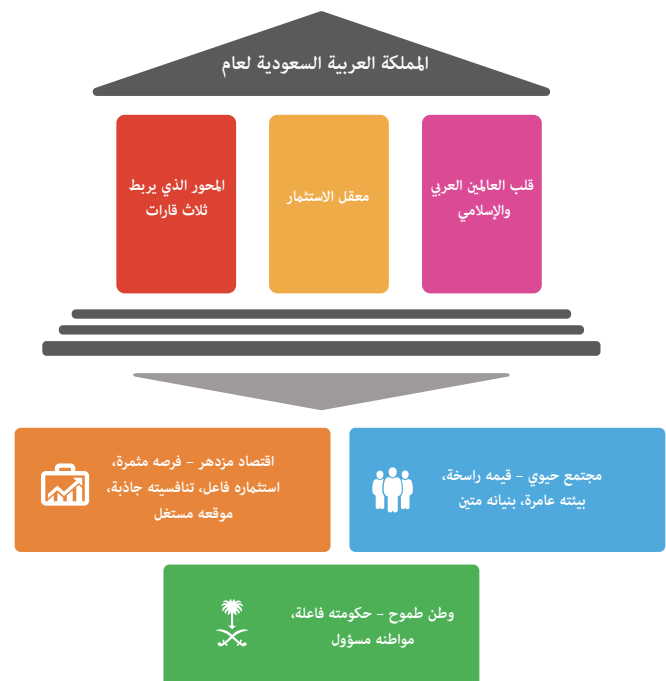 المملكة العربية السعودية لعام
قلب العالمين العربي
والإسلامي
معقل الاستثمار
المحور الذي يربط
ثلاث قارات
مجتمع حيوي – قيمه راسخة،
بيئته عامرة، بنيانه متين
اقتصاد مزدهر – فرصه مثمرة،
استثماره فاعل، تنافسيته جاذبة،
موقعه مستغل
وطن طموح – حكومته فاعلة،
مواطنه مسؤول